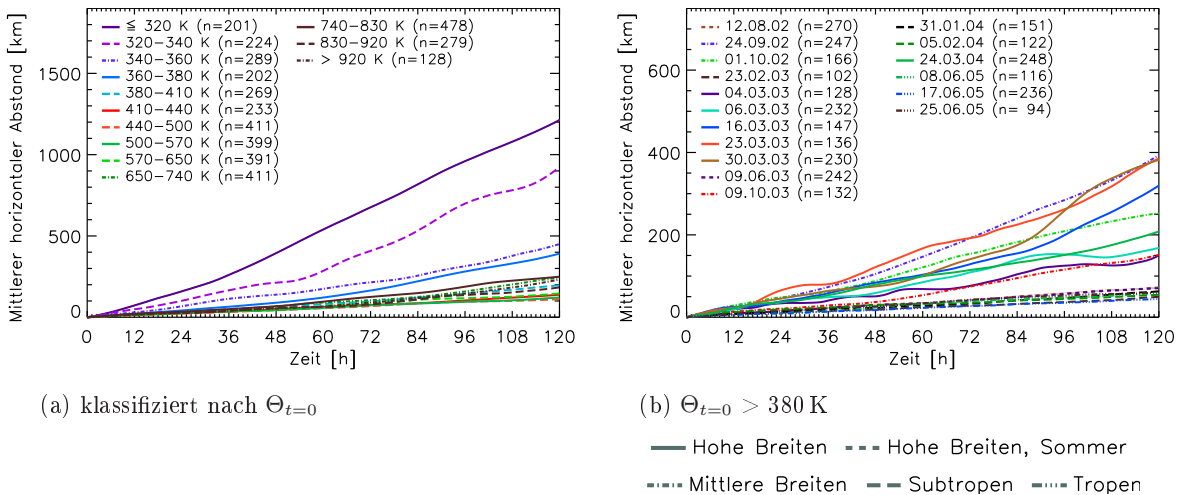 Mittlerer horizontaler Abstand [km]
≦ 320 K (n=201)
320−340 K (n=224)
340−360 K (n=289)
360−380 K (n=202)
380−410 K (n=269)
410−440 K (n=233)
440−500 K (n=411)
500−570 K (n=399)
570−650 K (n=391)
650−740 K (n=411)
740−830 K (n=478)
830−920 K (n=279)
> 920 K (n=128)
1500
1000
500
0
0 12 24 36 48 60 72 84 96 108 120
Zeit [h]
(a) klassifiziert nach Θt=0
Mittlerer horizontaler Abstand [km]
12.08.02 (n=270)
24.09.02 (n=247)
01.10.02 (n=166)
23.02.03 (n=102)
04.03.03 (n=128)
06.03.03 (n=232)
16.03.03 (n=147)
23.03.03 (n=136)
30.03.03 (n=230)
09.06.03 (n=242)
09.10.03 (n=132)
31.01.04 (n=151)
05.02.04 (n=122)
24.03.04 (n=248)
08.06.05 (n=116)
17.06.05 (n=236)
25.06.05 (n= 94)
600
400
200
0
0 12 24 36 48 60 72 84 96 108 120
Zeit [h]
(b) Θt=0 > 380 K
Hohe Breiten Hohe Breiten, Sommer
Mittlere Breiten Subtropen Tropen